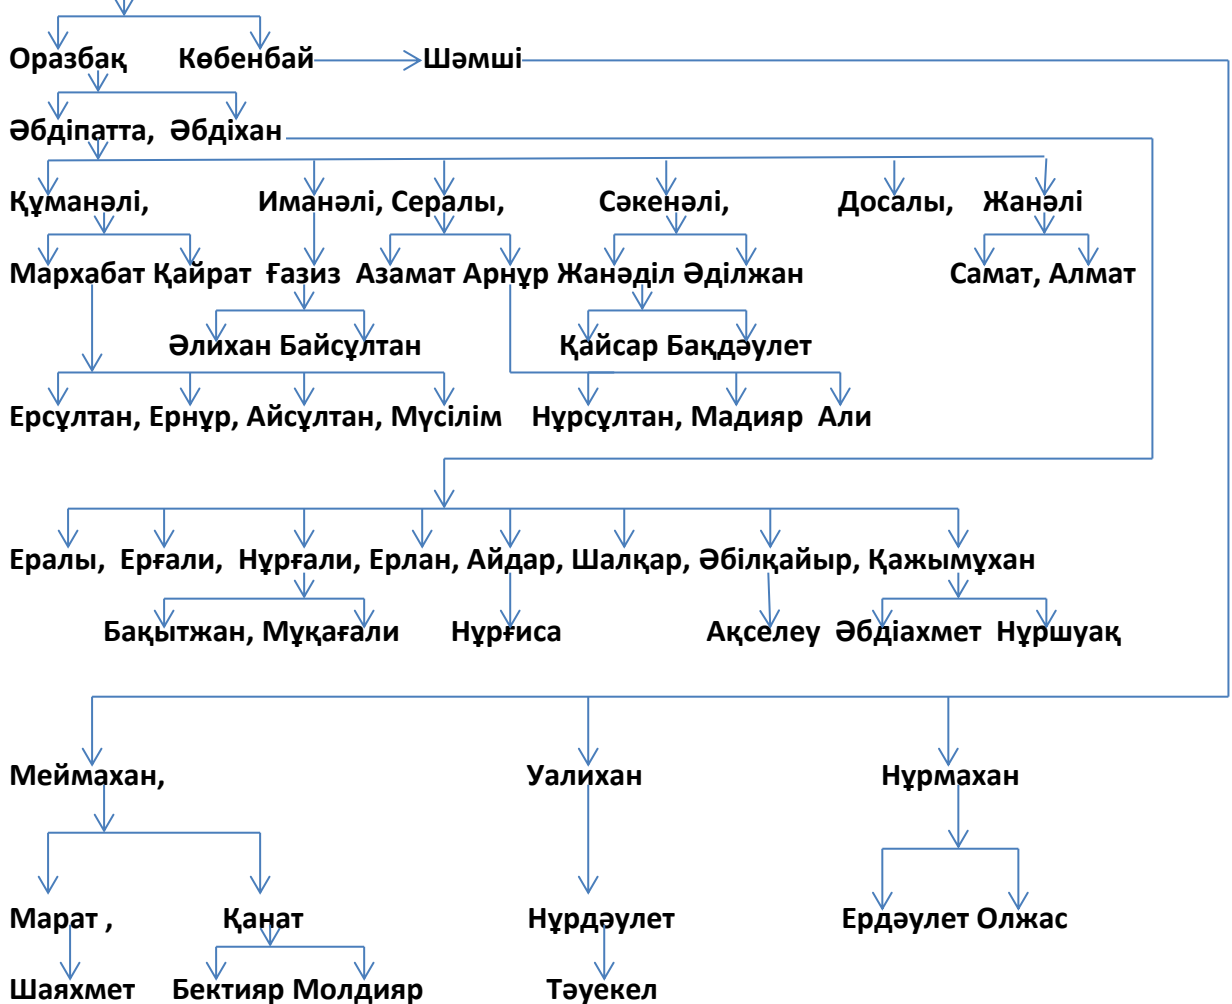 Оразбақ Көбенбай Шәмші
Әбдіпатта, Әбдіхан
Құманәлі, Иманәлі, Сералы, Сәкенәлі, Досалы, Жанәлі
Мархабат Қайрат Ғазиз Азамат Арнұр Жанәділ Әділжан Самат, Алмат
Әлихан Байсұлтан Қайсар Бақдәулет
Ерсұлтан, Ернұр, Айсұлтан, Мүсілім Нұрсұлтан, Мадияр Али
Ералы, Ерғали, Нұрғали, Ерлан, Айдар, Шалқар, Әбілқайыр, Қажымұхан
Бақытжан, Мұқағали Нұрғиса Ақселеу Әбдіахмет Нұршуақ
Меймахан, Уалихан Нұрмахан
Марат , Қанат Нұрдәулет Ердәулет Олжас
Шаяхмет Бектияр Молдияр Тәуекел